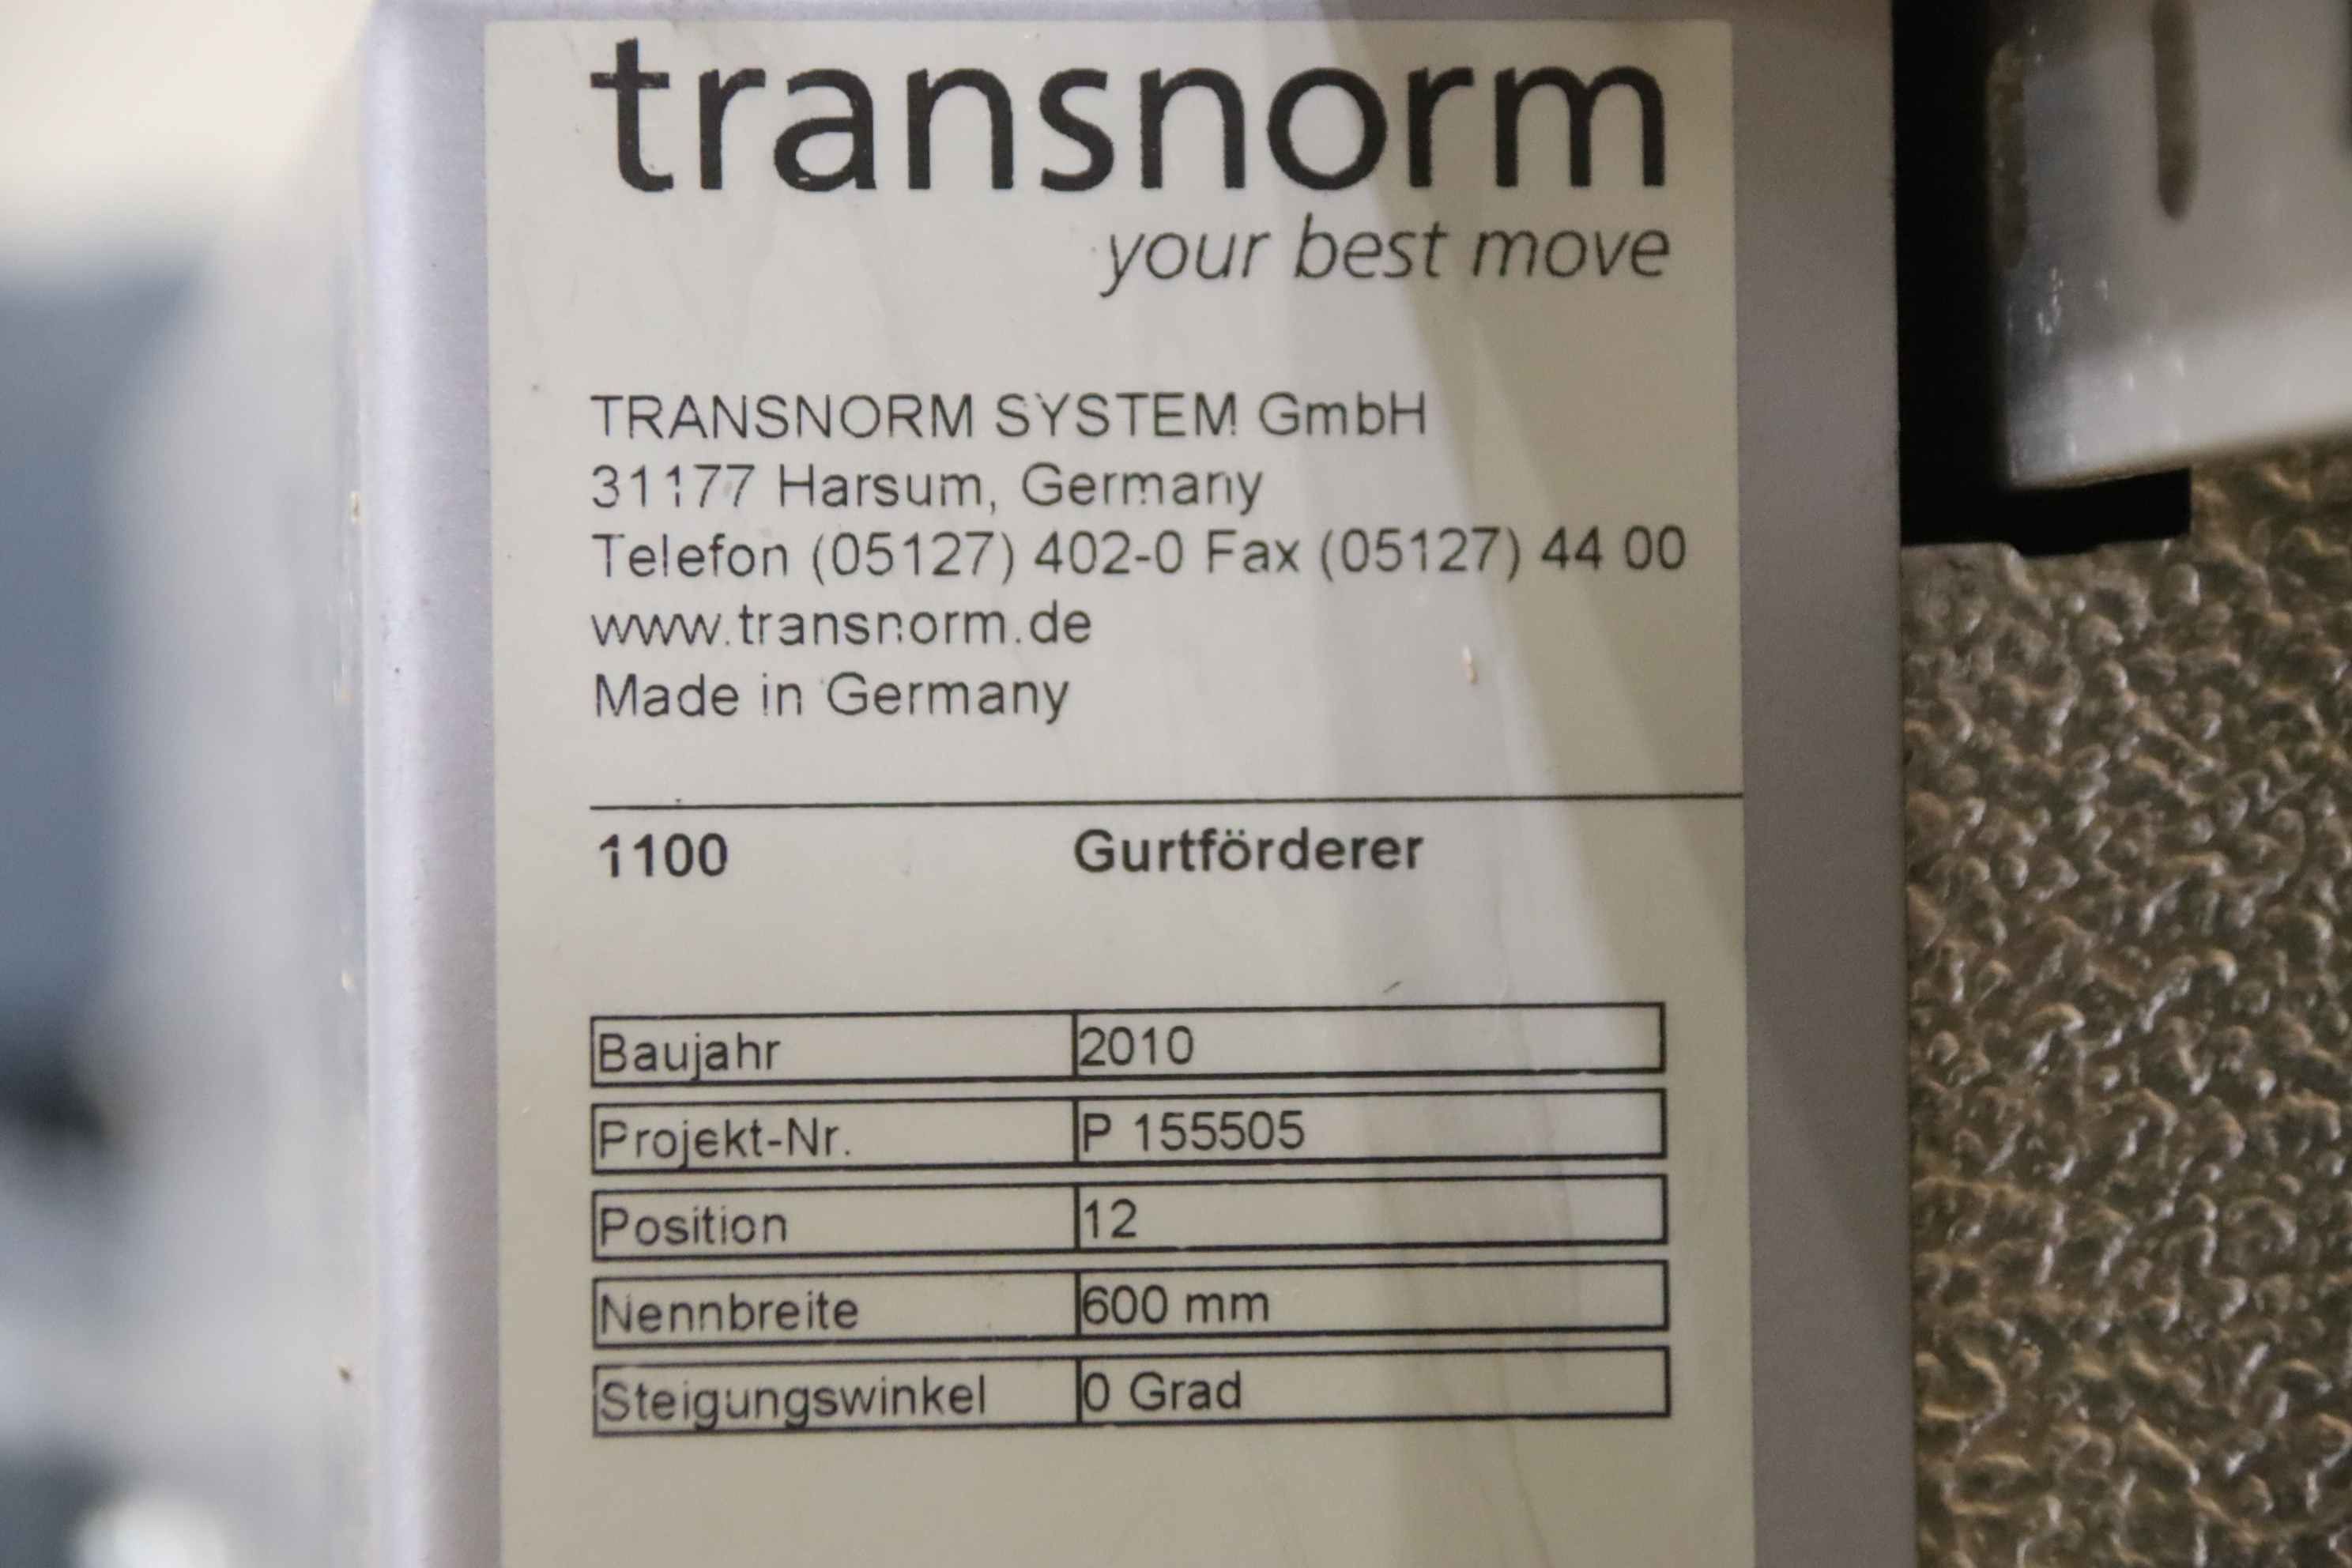 transnorm
your best move
TRANSNORM SYSTEM GmbH
31177 Harsum, Germany
Telefon (05127) 402-0 Fax (05127) 44 00
www.transnorm.de
Made in Germany
1100 Gurtförderer
Baujahr 2010
Projekt-Nr. P 155505
Position 12
Nennbreite 600 mm
Steigungswinkel 0 Grad